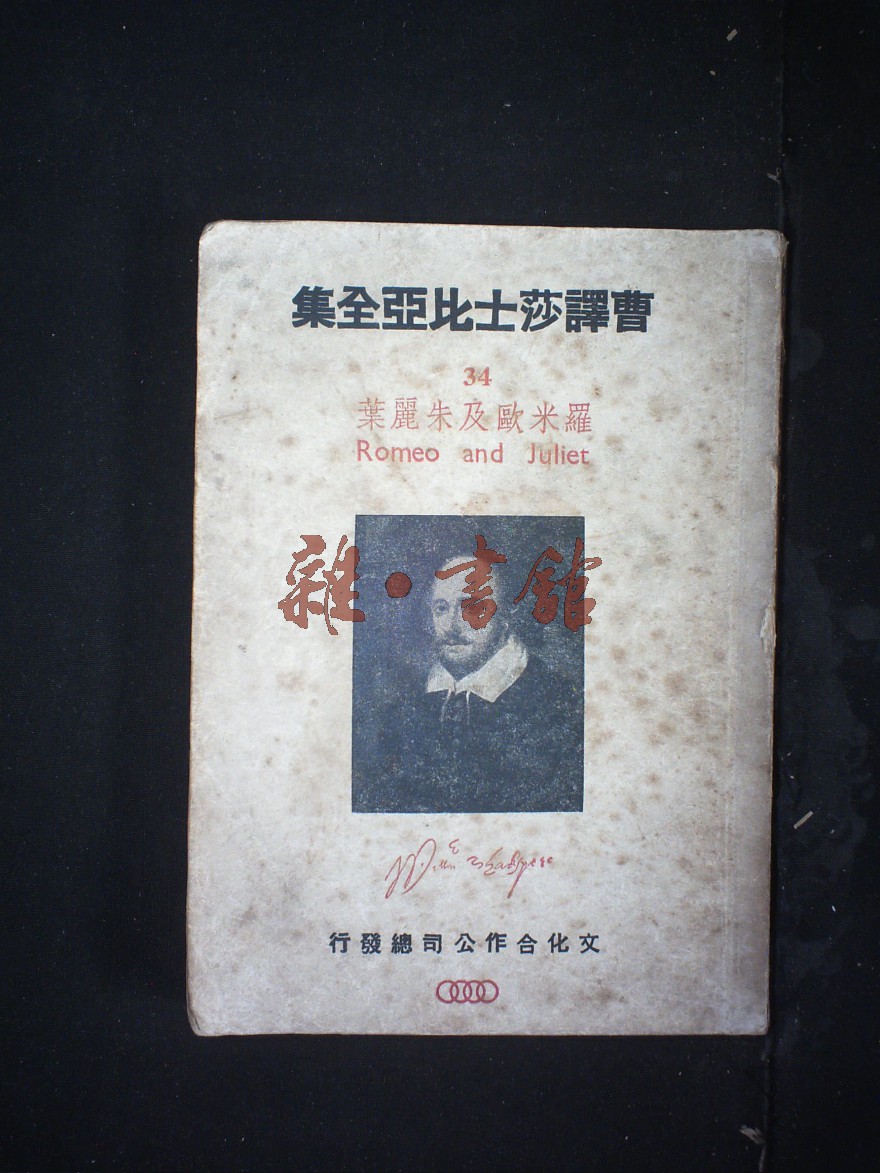 曹譯莎士比亞全集
34
羅米歐及朱麗葉
Romeo and Juliet
雜·書館
文化合作公司總發行